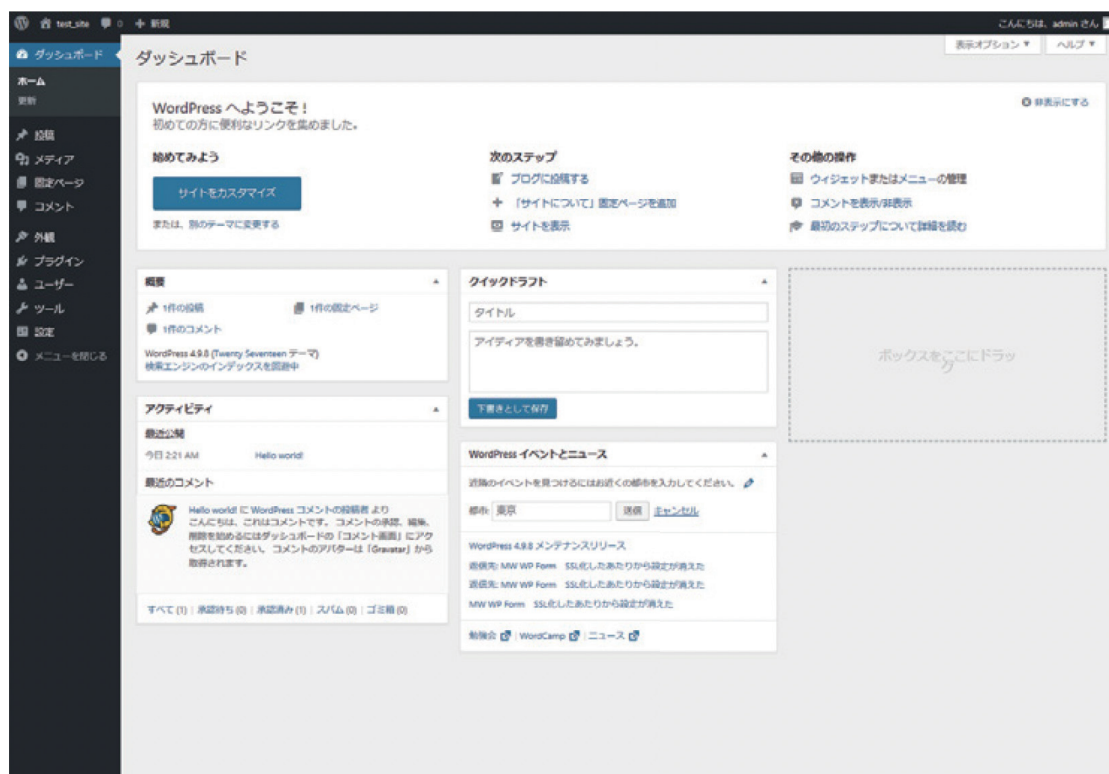 test_site 0 新規
こんにちは、admin さん
ダッシュボード
ホーム
更新
投稿
メディア
固定ページ
コメント
外観
プラグイン
ユーザー
ツール
設定
メニューを閉じる
ダッシュボード
表示オプション ▼ ヘルプ ▼
WordPress へようこそ !
初めての方に便利なリンクを集めました。
非表示にする
始めてみよう
サイトをカスタマイズ
または、別のテーマに変更する
次のステップ
ブログに投稿する
「サイトについて」固定ページを追加
サイトを表示
その他の操作
ウィジェットまたはメニューの管理
コメントを表示/非表示
最初のステップについて詳細を読む
概要
1件の投稿 1件の固定ページ
1件のコメント
WordPress 4.9.8 (Twenty Seventeen テーマ)
検索エンジンのインデックスを回避中
アクティビティ
最近公開
今日 2:21 AM Hello world!
最近のコメント
Hello world! に WordPress コメントの投稿者 より
こんにちは、これはコメントです。 コメントの承認、編集、
削除を始めるにはダッシュボードの「コメント画面」にアク
セスしてください。 コメントのアバターは「Gravatar」から
取得されます。
すべて (1) | 承認待ち (0) | 承認済み (1) | スパム (0) | ゴミ箱 (0)
クイックドラフト
タイトル
アイディアを書き留めてみましょう。
下書きとして保存
WordPress イベントとニュース
近隣のイベントを見つけるにはお近くの都市を入力してください。
都市: 東京 送信 キャンセル
WordPress 4.9.8 メンテナンスリリース
返信先: MW WP Form SSL化したあたりから設定が消えた
返信先: MW WP Form SSL化したあたりから設定が消えた
MW WP Form SSL化したあたりから設定が消えた
勉強会 | WordCamp | ニュース
ボックスをここにドラッ
グ